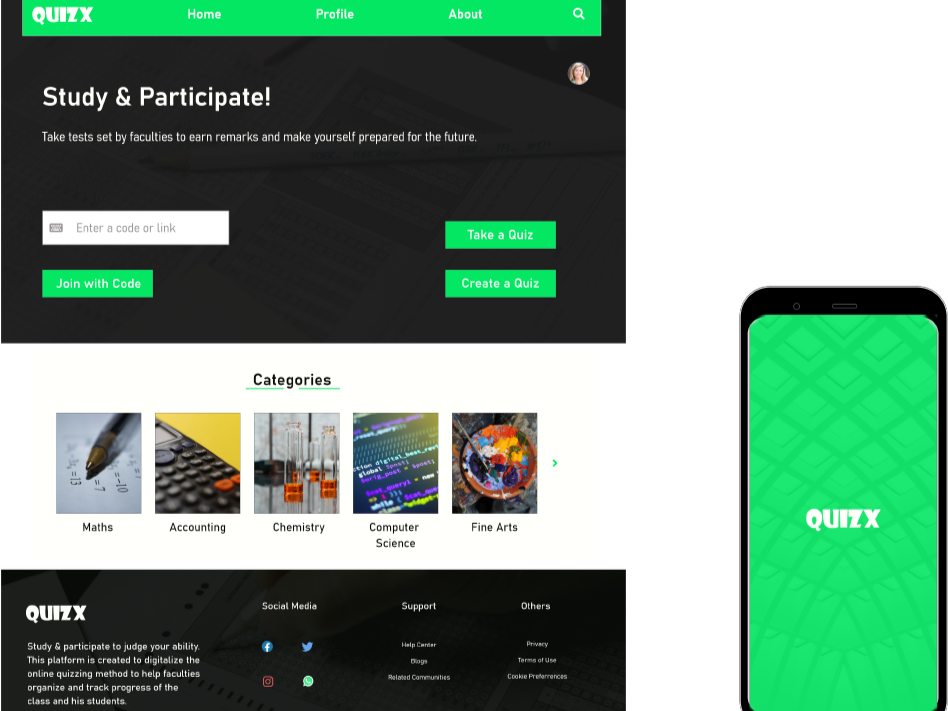 QUIZX
Home
Profile
About
Study & Participate!
Take tests set by faculties to earn remarks and make yourself prepared for the future.
Enter a code or link
Take a Quiz
Join with Code
Create a Quiz
Categories
Maths
Accounting
Chemistry
Computer
Science
Fine Arts
QUIZX
QUIZX
Social Media
Support
Others
Study & participate to judge your ability.
This platform is created to digitalize the
online quizzing method to help faculties
organize and track progress of the
class and his students.
Help Center
Blogs
Related Communities
Privacy
Terms of Use
Cookie Preferrences